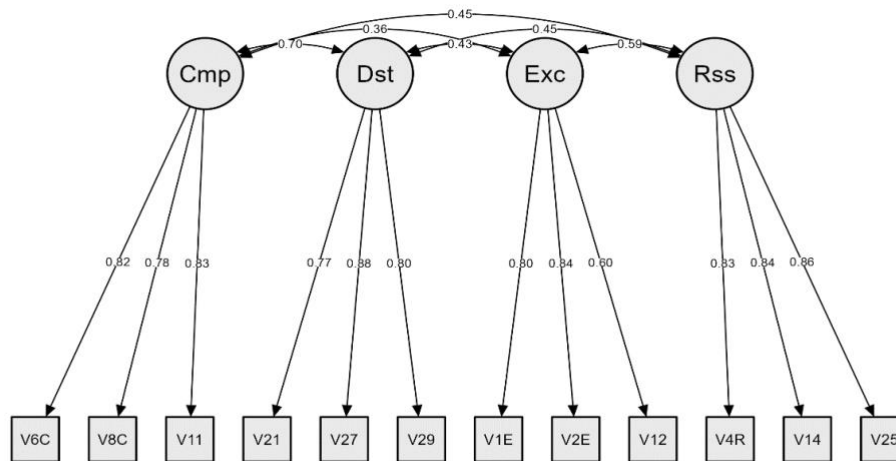 0.45
0.36 0.45
0.70 0.43 0.59
Cmp Dst Exc Rss
0.82 0.78 0.83 0.77 0.88 0.80 0.80 0.84 0.60 0.83 0.84 0.86
V6C V8C V11 V21 V27 V29 V1E V2E V12 V4R V14 V25